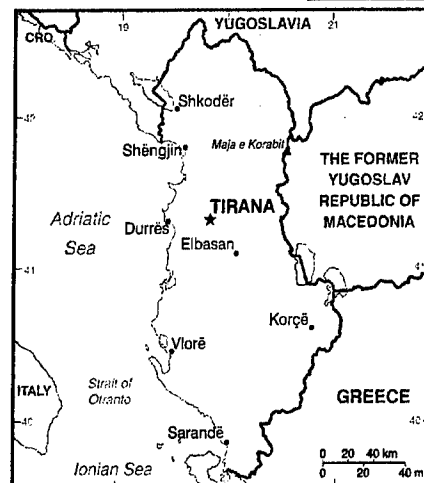 19
21
YUGOSLAVIA
CRO.
Shkodër
42
42
Shëngjin
Maja e Korabit
THE FORMER
YUGOSLAV
REPUBLIC OF
MACEDONIA
TIRANA
Adriatic
Sea
Durrës
Elbasan
41
Korçë
Vlorë
ITALY
Strait of
Otranto
GREECE
40
40
Sarandë
Ionian Sea
0 20 40 km
0 20 40 m